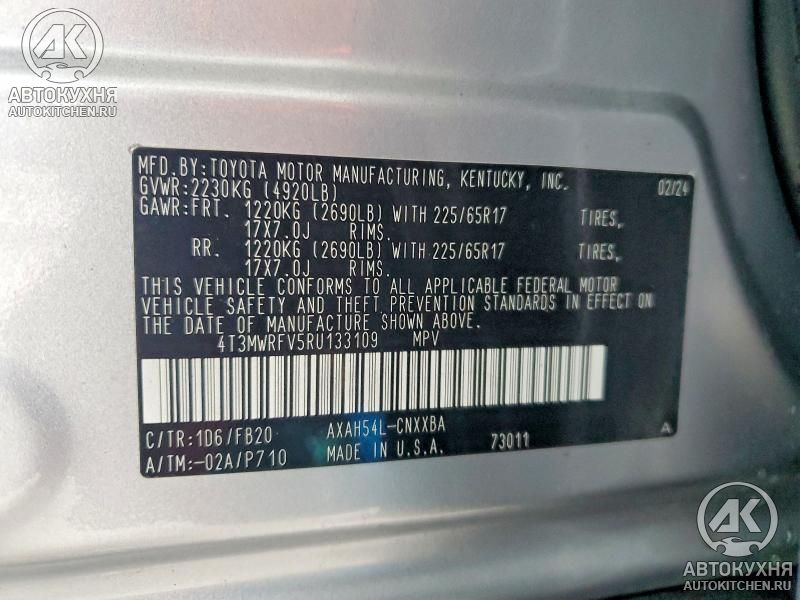 AK
АВТОКУХНЯ
AUTOKITCHEN.RU
MFD.BY:TOYOTA MOTOR MANUFACTURING, KENTUCKY, INC. 02/24
GVWR:2230KG (4920LB)
GAWR:FRT. 1220KG (2690LB) WITH 225/65R17 TIRES,
17X7.0J RIMS.
RR. 1220KG (2690LB) WITH 225/65R17 TIRES,
17X7.0J RIMS.
THIS VEHICLE CONFORMS TO ALL APPLICABLE FEDERAL MOTOR
VEHICLE SAFETY AND THEFT PREVENTION STANDARDS IN EFFECT ON
THE DATE OF MANUFACTURE SHOWN ABOVE.
4T3MWRFV5RU133109 MPV
C/TR:1D6/FB20 AXAH54L-CNXXBA
A/TM:-02A/P710 MADE IN U.S.A. 73011 A
AK
АВТОКУХНЯ
AUTOKITCHEN.RU